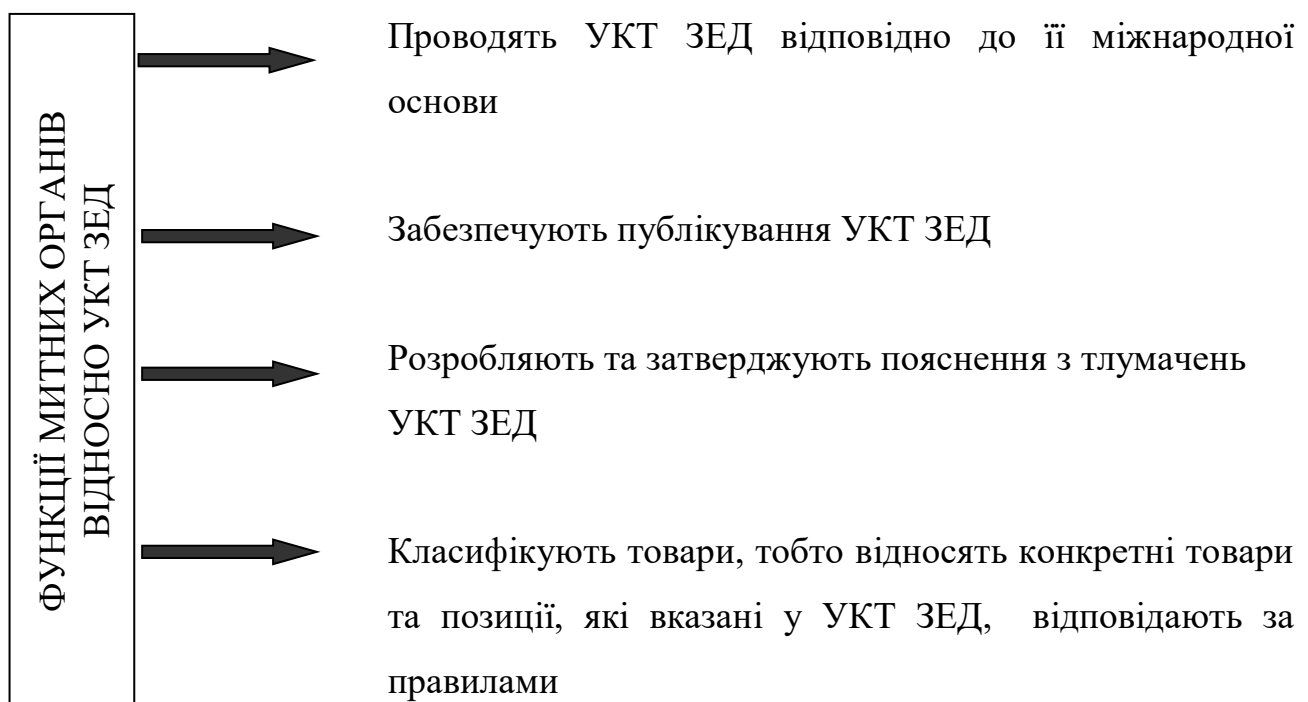 ФУНКЦІЇ МИТНИХ ОРГАНІВ
ВІДНОСНО УКТ ЗЕД
Проводять УКТ ЗЕД відповідно до її міжнародної
основи
Забезпечують публікування УКТ ЗЕД
Розробляють та затверджують пояснення з тлумачень
УКТ ЗЕД
Класифікують товари, тобто відносять конкретні товари
та позиції, які вказані у УКТ ЗЕД, відповідають за
правилами